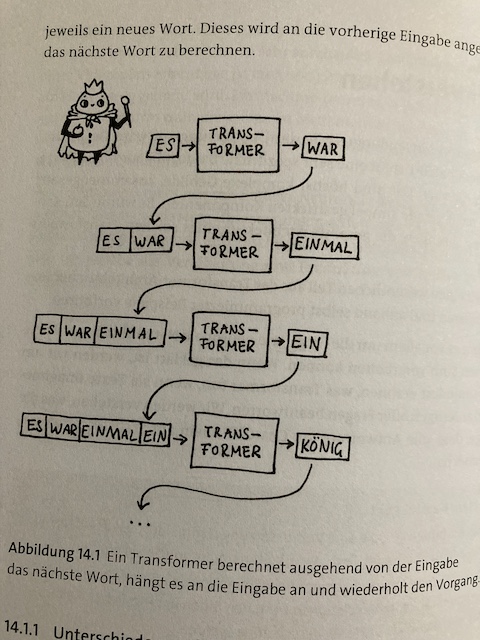 jeweils ein neues Wort. Dieses wird an die vorherige Eingabe ange
das nächste Wort zu berechnen.
ES TRANS-
FORMER WAR
ES WAR TRANS-
FORMER EINMAL
ES WAR EINMAL TRANS-
FORMER EIN
ES WAR EINMAL EIN TRANS-
FORMER KÖNIG
...
Abbildung 14.1 Ein Transformer berechnet ausgehend von der Eingabe
das nächste Wort, hängt es an die Eingabe an und wiederholt den Vorgang.
14.1.1 Unterschiede